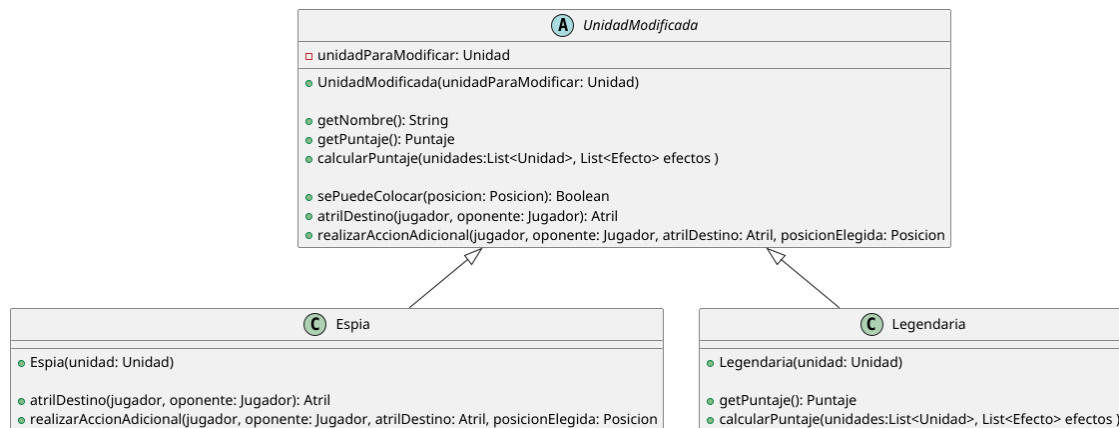 A UnidadModificada
unidadParaModificar: Unidad
UnidadModificada(unidadParaModificar: Unidad)
getNombre(): String
getPuntaje(): Puntaje
calcularPuntaje(unidades:List<Unidad>, List<Efecto> efectos )
sePuedeColocar(posicion: Posicion): Boolean
atrilDestino(jugador, oponente: Jugador): Atril
realizarAccionAdicional(jugador, oponente: Jugador, atrilDestino: Atril, posicionElegida: Posicion
C Espia
Espia(unidad: Unidad)
atrilDestino(jugador, oponente: Jugador): Atril
realizarAccionAdicional(jugador, oponente: Jugador, atrilDestino: Atril, posicionElegida: Posicion
C Legendaria
Legendaria(unidad: Unidad)
getPuntaje(): Puntaje
calcularPuntaje(unidades:List<Unidad>, List<Efecto> efectos )